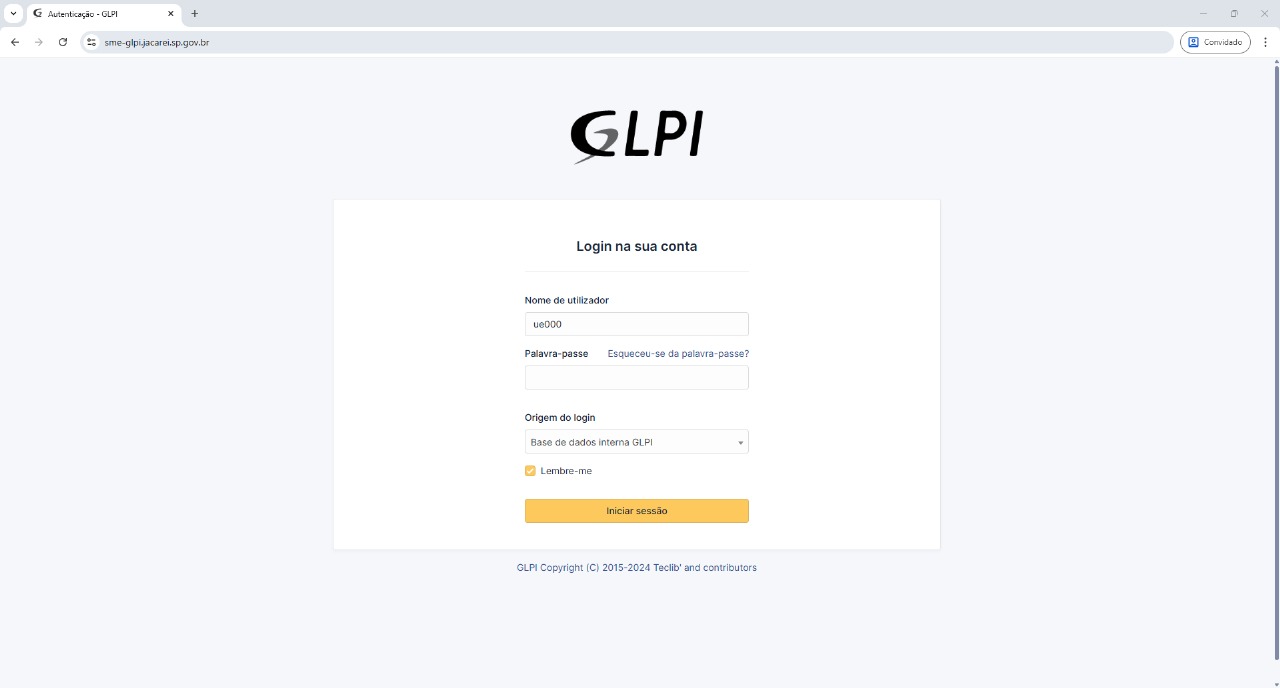 Autenticação - GLPI
sme-glpi.jacarei.sp.gov.br
Convidado
GLPI
Login na sua conta
Nome de utilizador
ue000
Palavra-passe Esqueceu-se da palavra-passe?
Origem do login
Base de dados interna GLPI
Lembre-me
Iniciar sessão
GLPI Copyright (C) 2015-2024 Teclib' and contributors